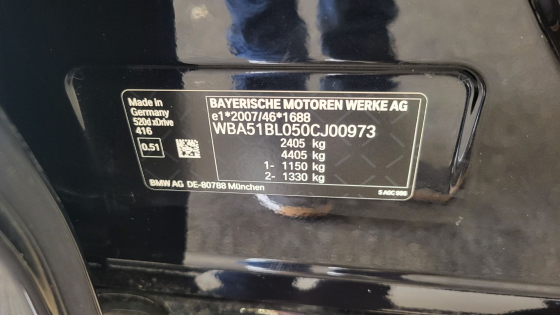 Made in
Germany
520d xDrive
416
0.51
BAYERISCHE MOTOREN WERKE AG
e1*2007/46*1688
WBA51BL050CJ00973
2405 kg
4405 kg
1- 1150 kg
2- 1330 kg
BMW AG DE-80788 München